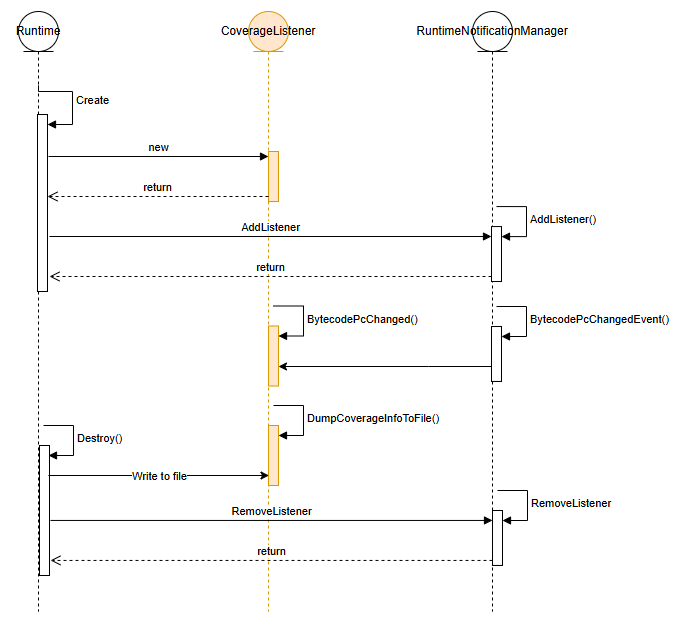 Runtime
CoverageListener
RuntimeNotificationManager
Create
new
return
AddListener()
AddListener
return
BytecodePcChanged()
BytecodePcChangedEvent()
DumpCoverageInfoToFile()
Destroy()
Write to file
RemoveListener
RemoveListener
return